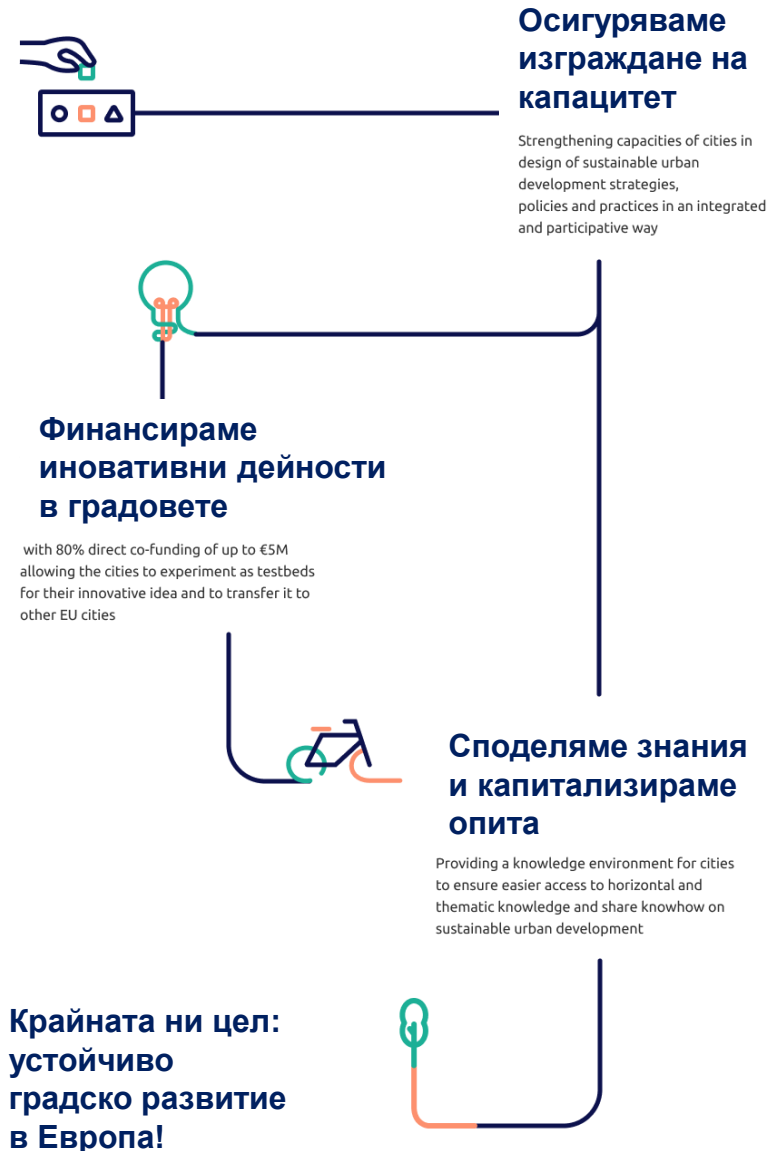 Осигуряваме
изграждане на
капацитет
Strengthening capacities of cities in
design of sustainable urban
development strategies,
policies and practices in an integrated
and participative way
Финансираме
иновативни дейности
в градовете
with 80% direct co-funding of up to €5M
allowing the cities to experiment as testbeds
for their innovative idea and to transfer it to
other EU cities
Споделяме знания
и капитализираме
опита
Providing a knowledge environment for cities
to ensure easier access to horizontal and
thematic knowledge and share knowhow on
sustainable urban development
Крайната ни цел:
устойчиво
градско развитие
в Европа!